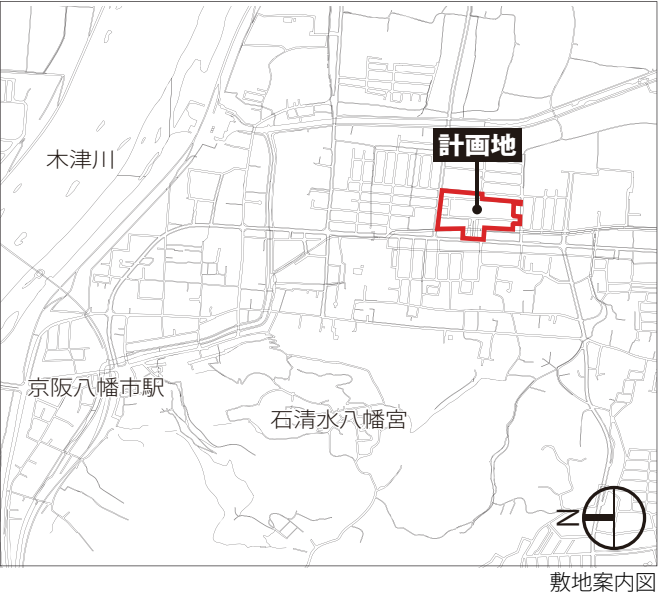 計画地
木津川
京阪八幡市駅
石清水八幡宮
N
敷地案内図